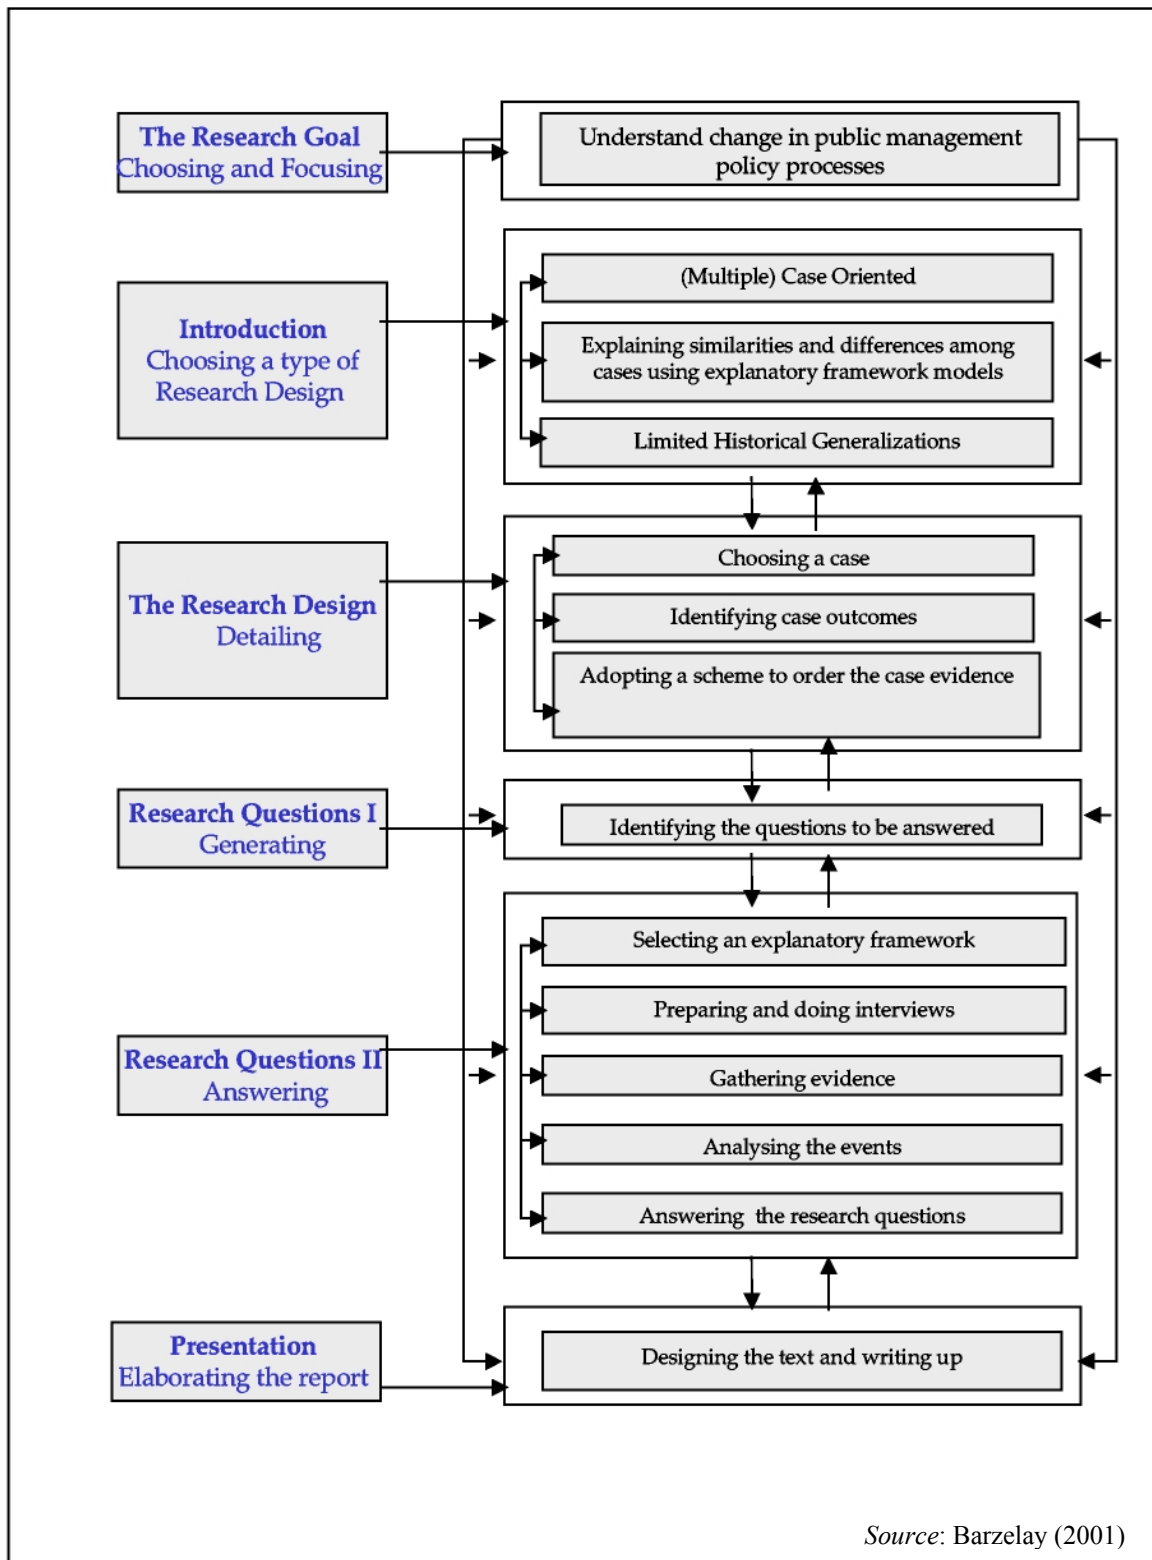 The Research Goal
Choosing and Focusing
Understand change in public management
policy processes
Introduction
Choosing a type of
Research Design
(Multiple) Case Oriented
Explaining similarities and differences among
cases using explanatory framework models
Limited Historical Generalizations
The Research Design
Detailing
Choosing a case
Identifying case outcomes
Adopting a scheme to order the case evidence
Research Questions I
Generating
Identifying the questions to be answered
Research Questions II
Answering
Selecting an explanatory framework
Preparing and doing interviews
Gathering evidence
Analysing the events
Answering the research questions
Presentation
Elaborating the report
Designing the text and writing up
Source: Barzelay (2001)